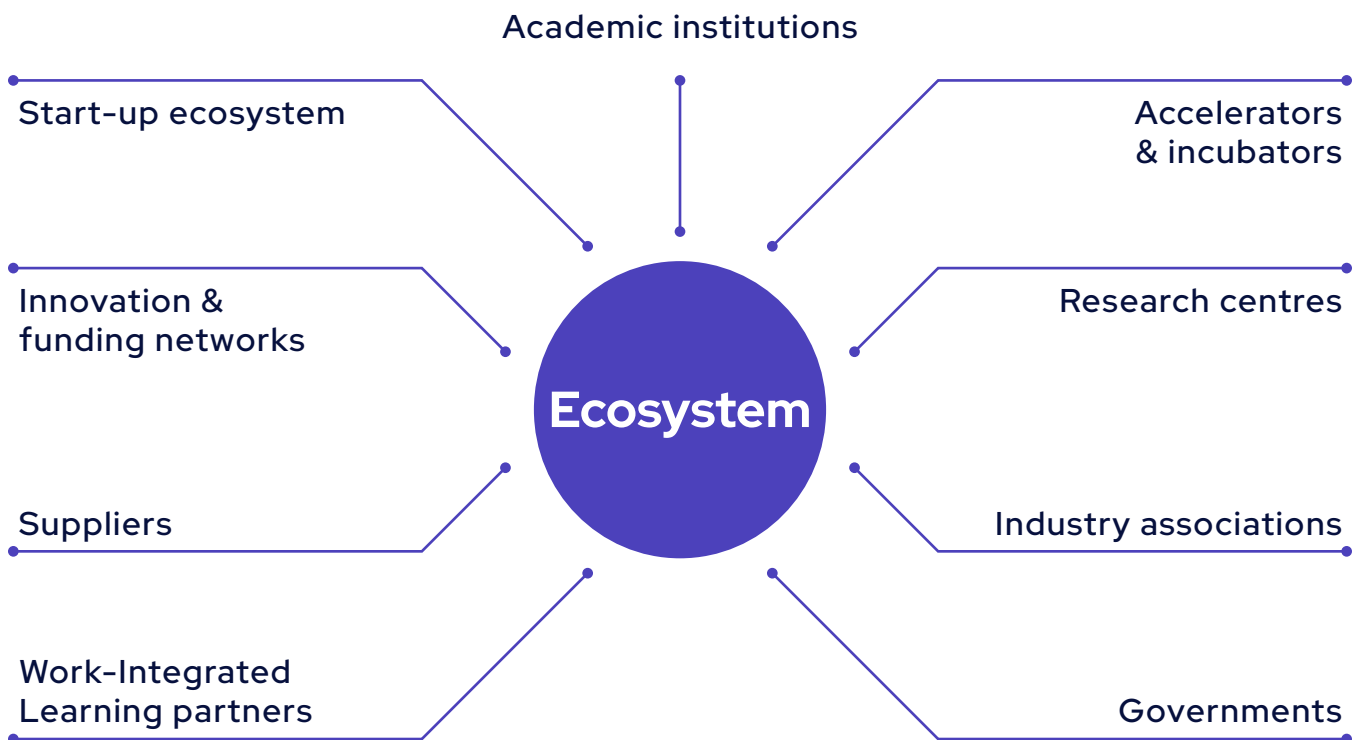 Academic institutions
Start-up ecosystem
Accelerators
& incubators
Innovation &
funding networks
Research centres
Ecosystem
Suppliers
Industry associations
Work-Integrated
Learning partners
Governments